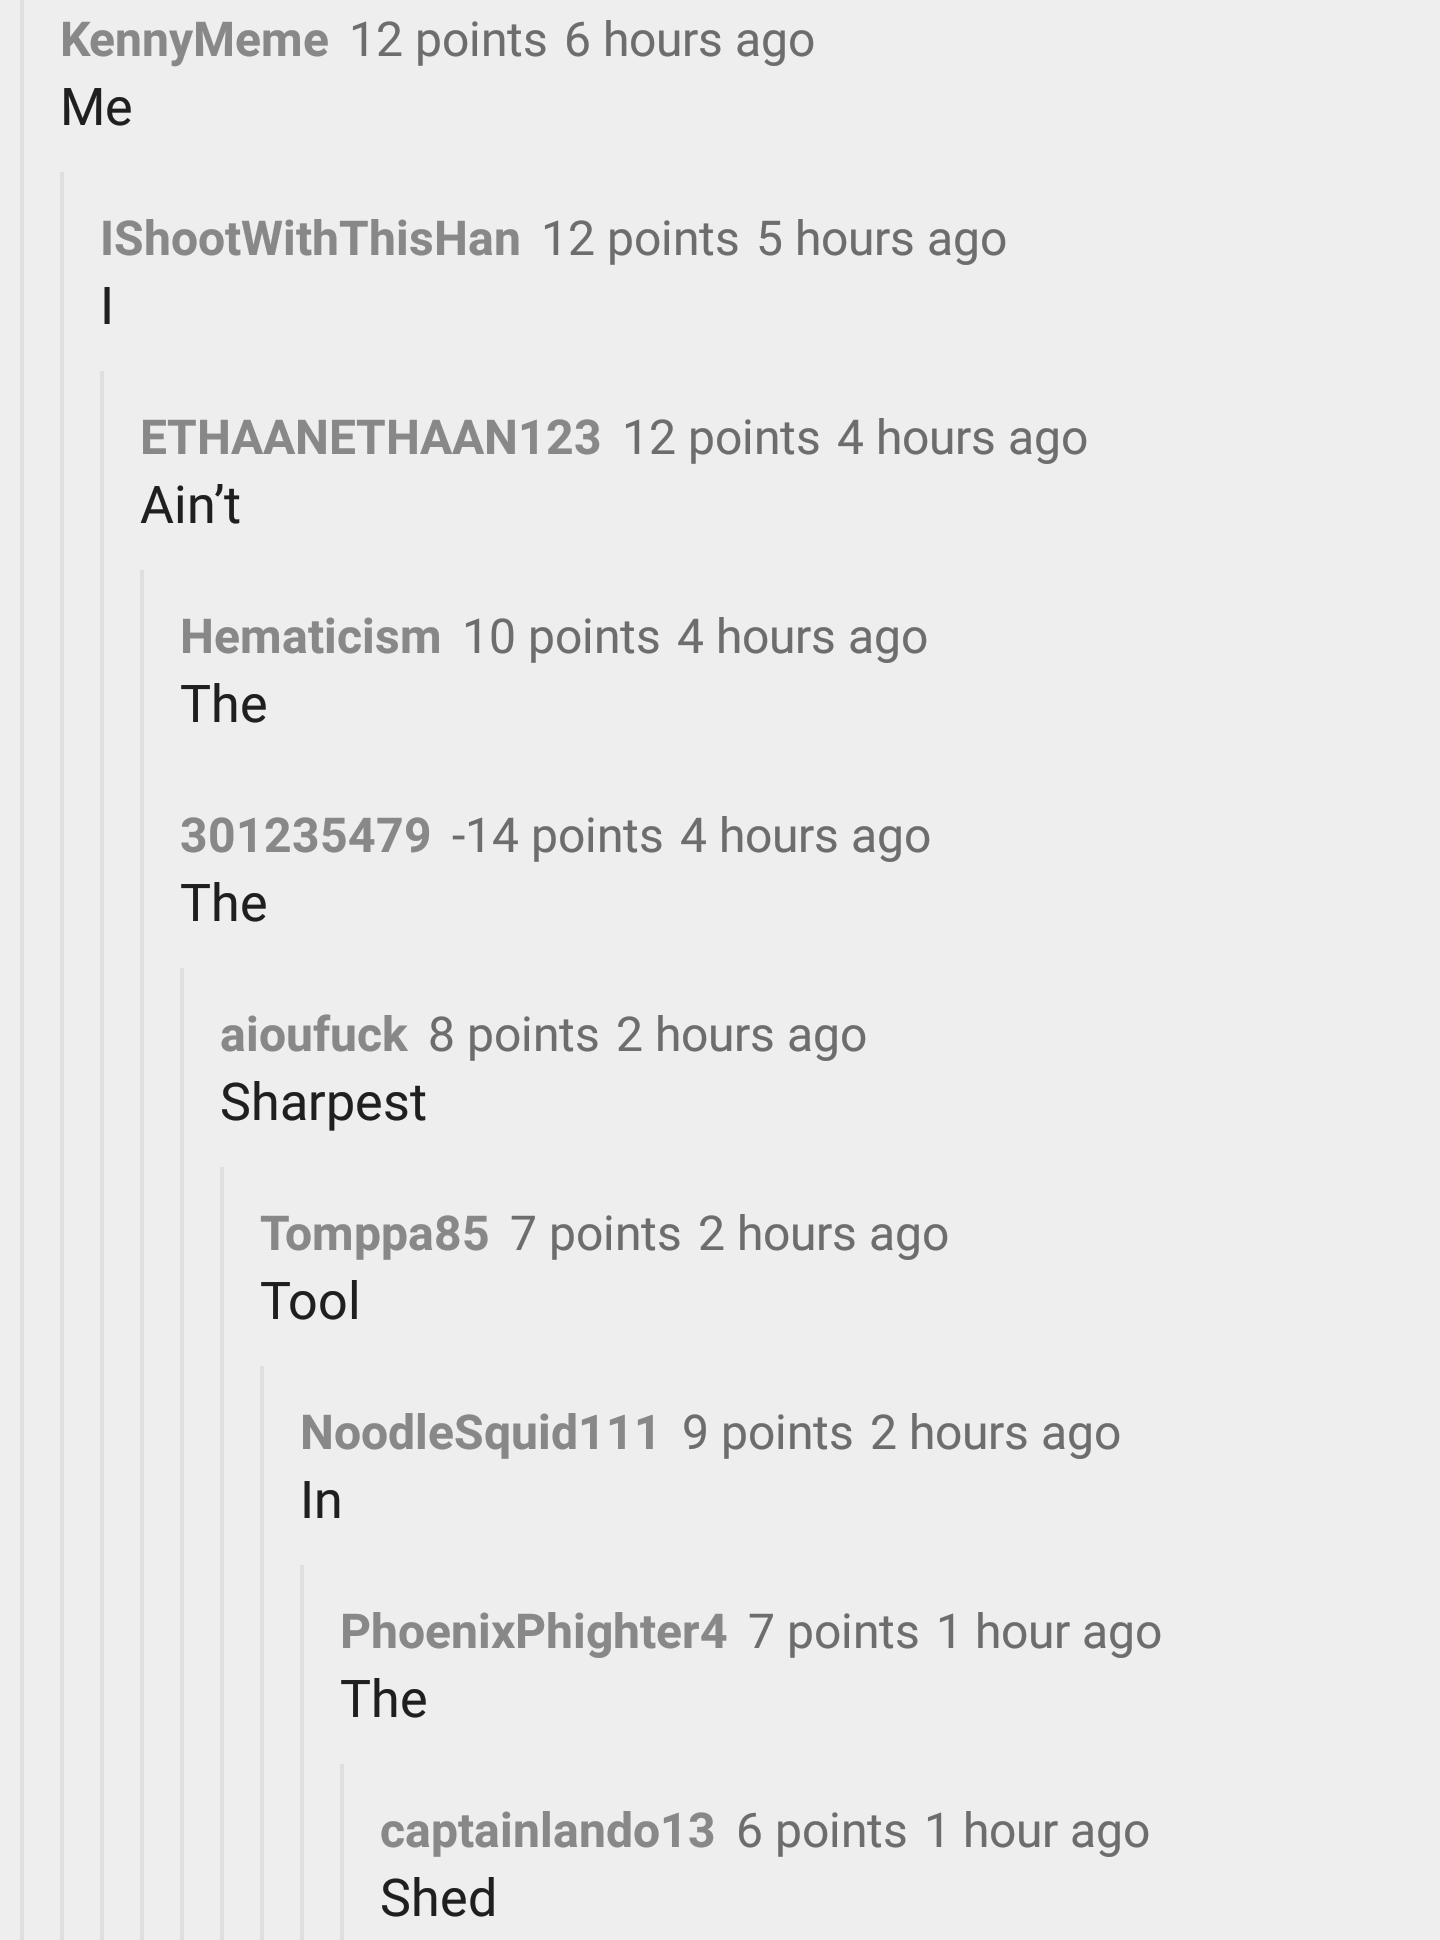 KennyMeme 12 points 6 hours ago
Me
IShootWithThisHan 12 points 5 hours ago
I
ETHAANETHAAN123 12 points 4 hours ago
Ain’t
Hematicism 10 points 4 hours ago
The
301235479 -14 points 4 hours ago
The
aioufuck 8 points 2 hours ago
Sharpest
Tomppa85 7 points 2 hours ago
Tool
NoodleSquid111 9 points 2 hours ago
In
PhoenixPhighter4 7 points 1 hour ago
The
captainlando13 6 points 1 hour ago
Shed